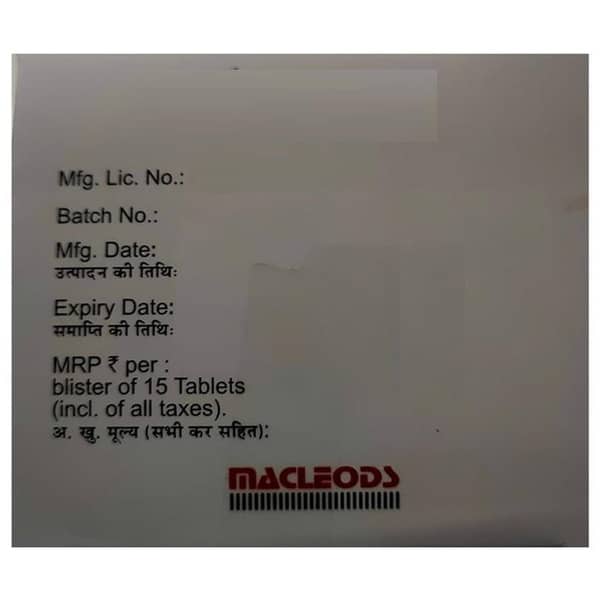 Mfg. Lic. No.:
Batch No.:
Mfg. Date:
उत्पादन की तिथिः
Expiry Date:
समाप्ति की तिथिः
MRP ₹ per :
blister of 15 Tablets
(incl. of all taxes).
अ. खु. मूल्य (सभी कर सहित):
MACLEODS